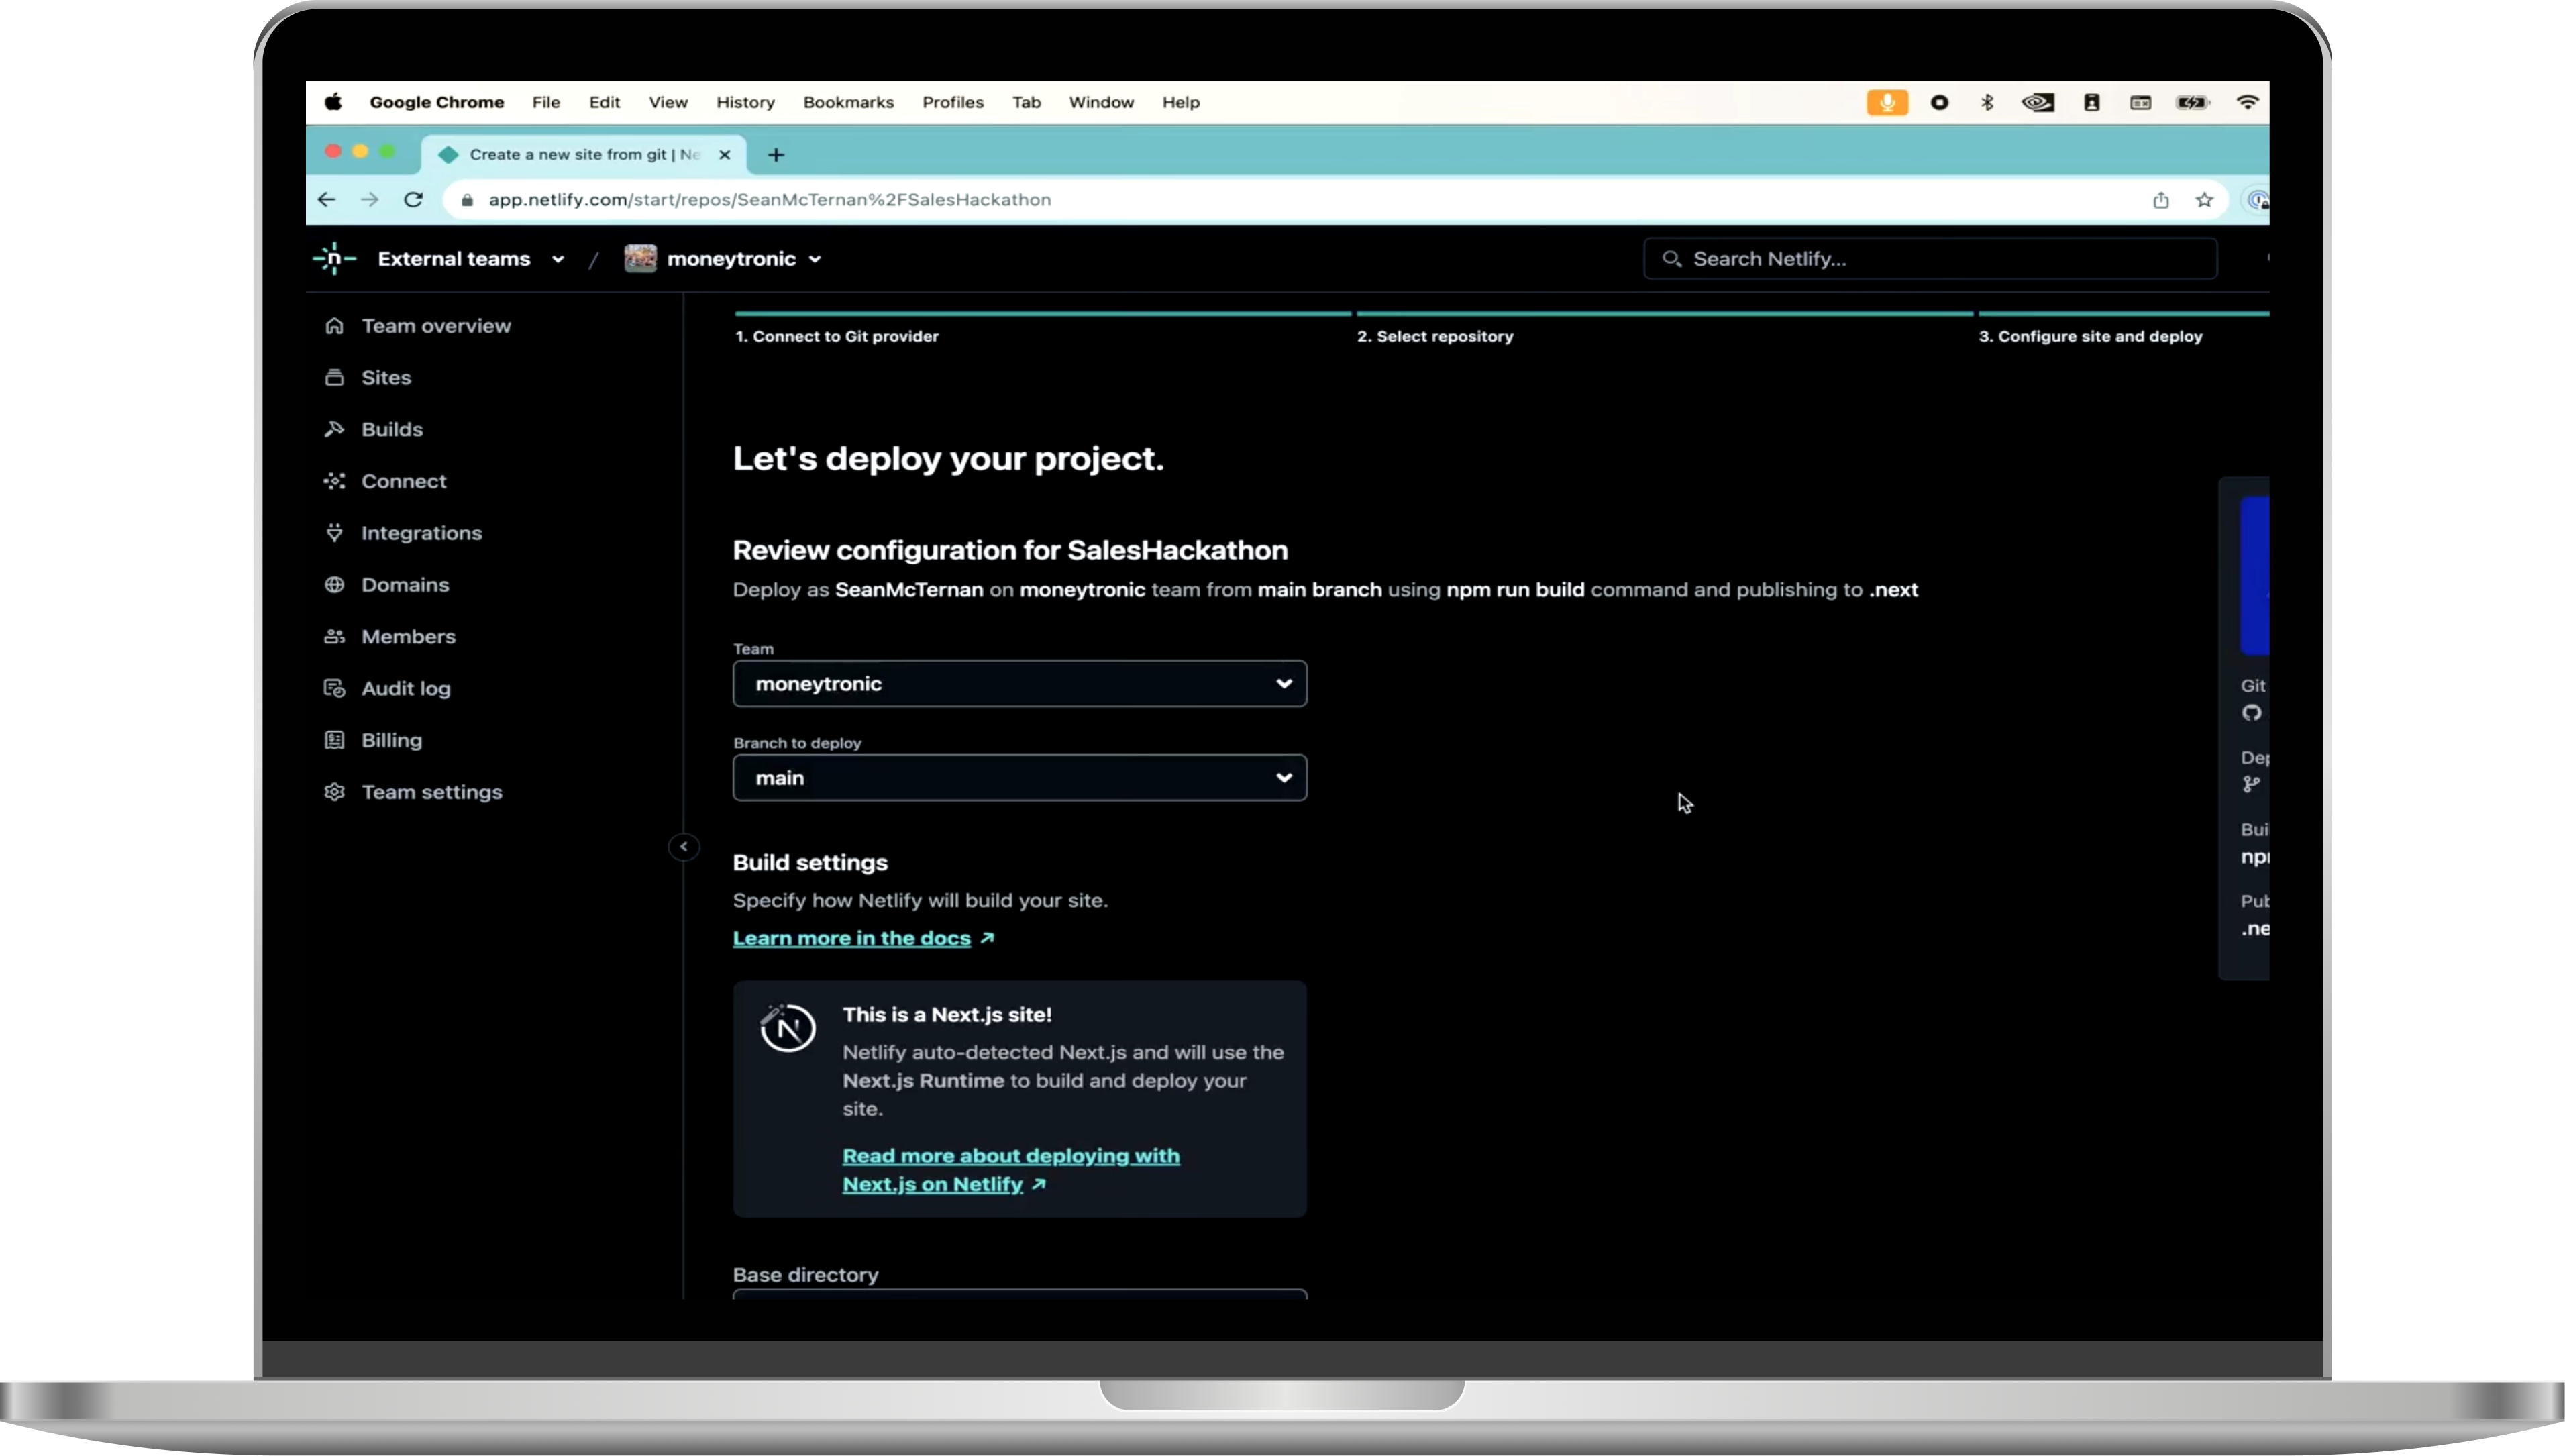 Google Chrome File Edit View History Bookmarks Profiles Tab Window Help
Create a new site from git | Ne
app.netlify.com/start/repos/SeanMcTernan%2FSalesHackathon
n External teams / moneytronic
Search Netlify...
Team overview
Sites
Builds
Connect
Integrations
Domains
Members
Audit log
Billing
Team settings
1. Connect to Git provider
2. Select repository
3. Configure site and deploy
Let's deploy your project.
Review configuration for SalesHackathon
Deploy as SeanMcTernan on moneytronic team from main branch using npm run build command and publishing to .next
Team
moneytronic
Branch to deploy
main
Build settings
Specify how Netlify will build your site.
Learn more in the docs
N
This is a Next.js site!
Netlify auto-detected Next.js and will use the
Next.js Runtime to build and deploy your
site.
Read more about deploying with
Next.js on Netlify
Base directory
Git
Dep
Bui
np
Pub
.ne